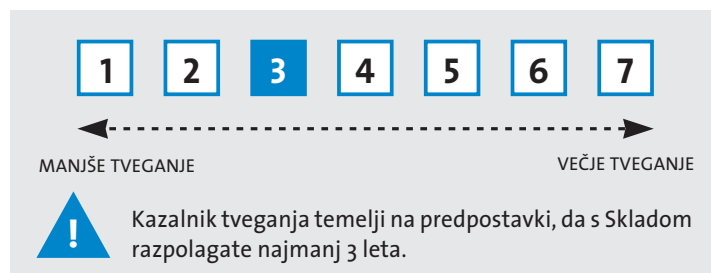 1 2 3 4 5 6 7
MANJŠE TVEGANJE VEČJE TVEGANJE
! Kazalnik tveganja temelji na predpostavki, da s Skladom
razpolagate najmanj 3 leta.